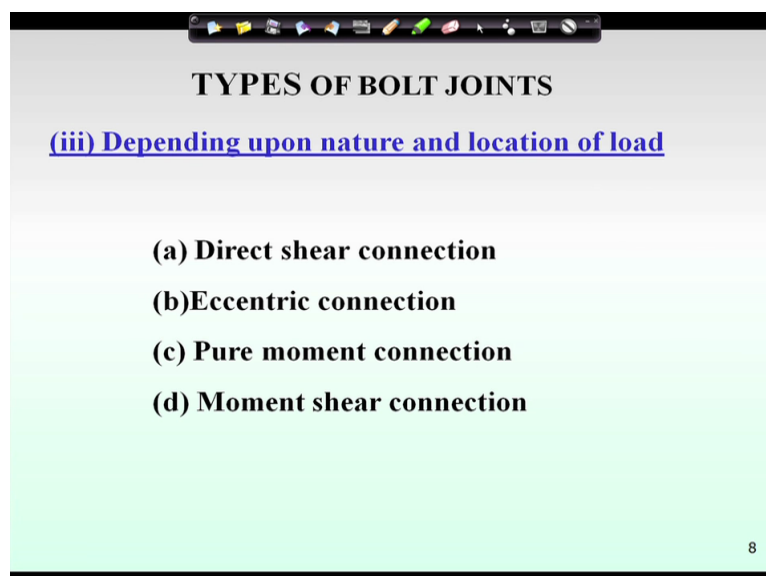 TYPES OF BOLT JOINTS
(iii) Depending upon nature and location of load
(a) Direct shear connection
(b)Eccentric connection
(c) Pure moment connection
(d) Moment shear connection
8